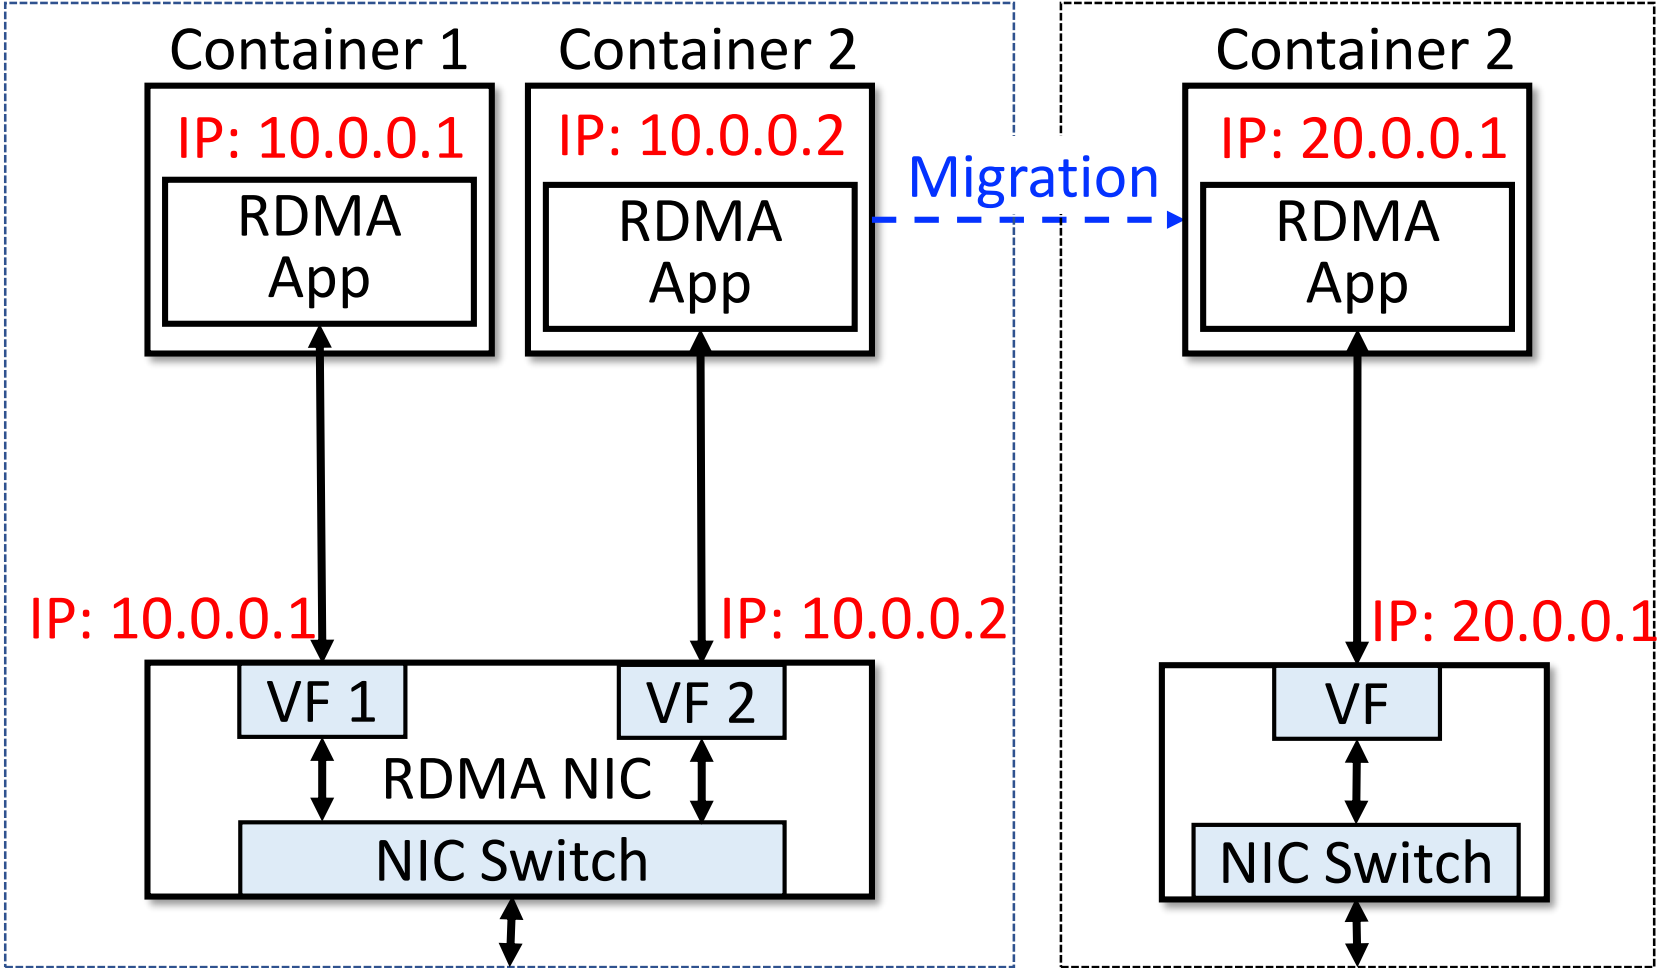 Container 1
Container 2
Container 2
IP: 10.0.0.1
IP: 10.0.0.2
IP: 20.0.0.1
Migration
RDMA
App
RDMA
App
RDMA
App
IP: 10.0.0.1
IP: 10.0.0.2
IP: 20.0.0.1
VF 1
VF 2
VF
RDMA NIC
NIC Switch
NIC Switch